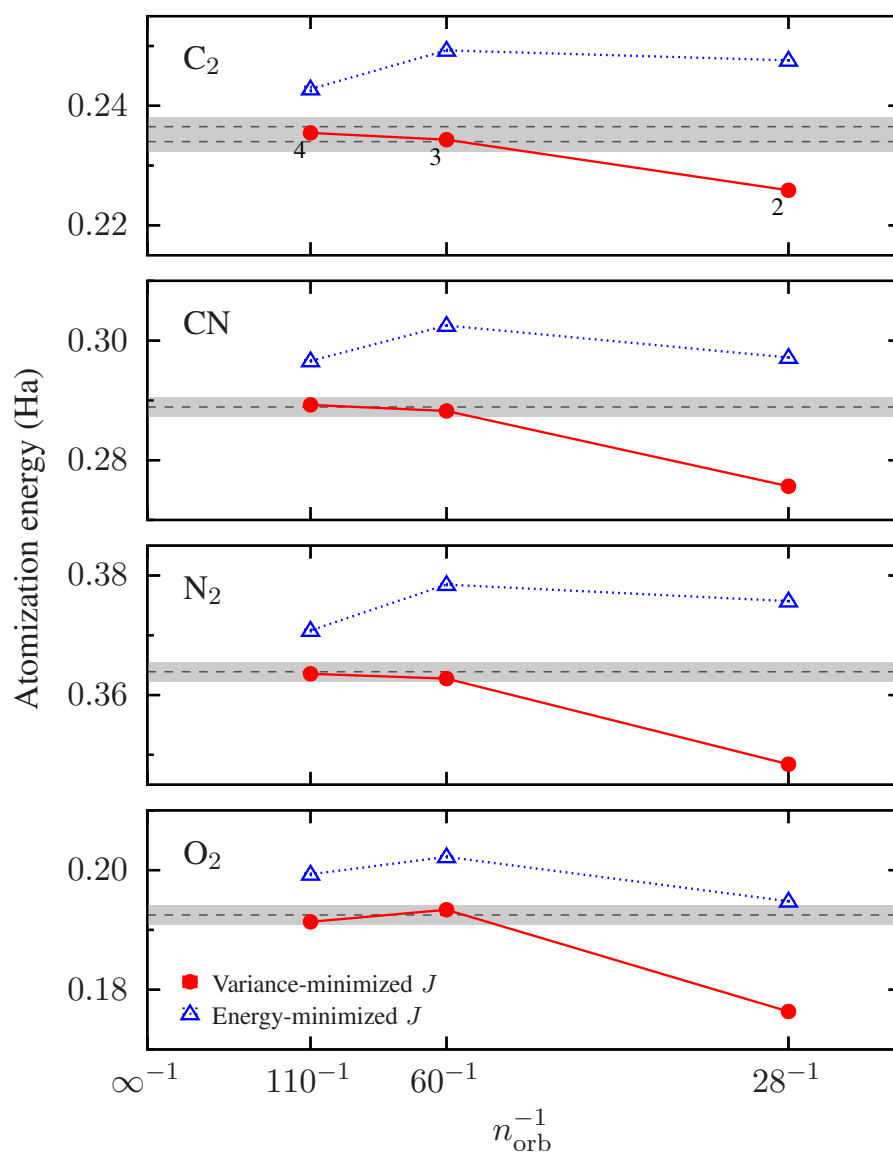 C₂
0.24
4
3
2
0.22
CN
0.30
0.28
Atomization energy (Ha)
N₂
0.38
0.36
O₂
0.20
0.18
Variance-minimized J
Energy-minimized J
∞⁻¹ 110⁻¹ 60⁻¹ 28⁻¹
n_orb⁻¹